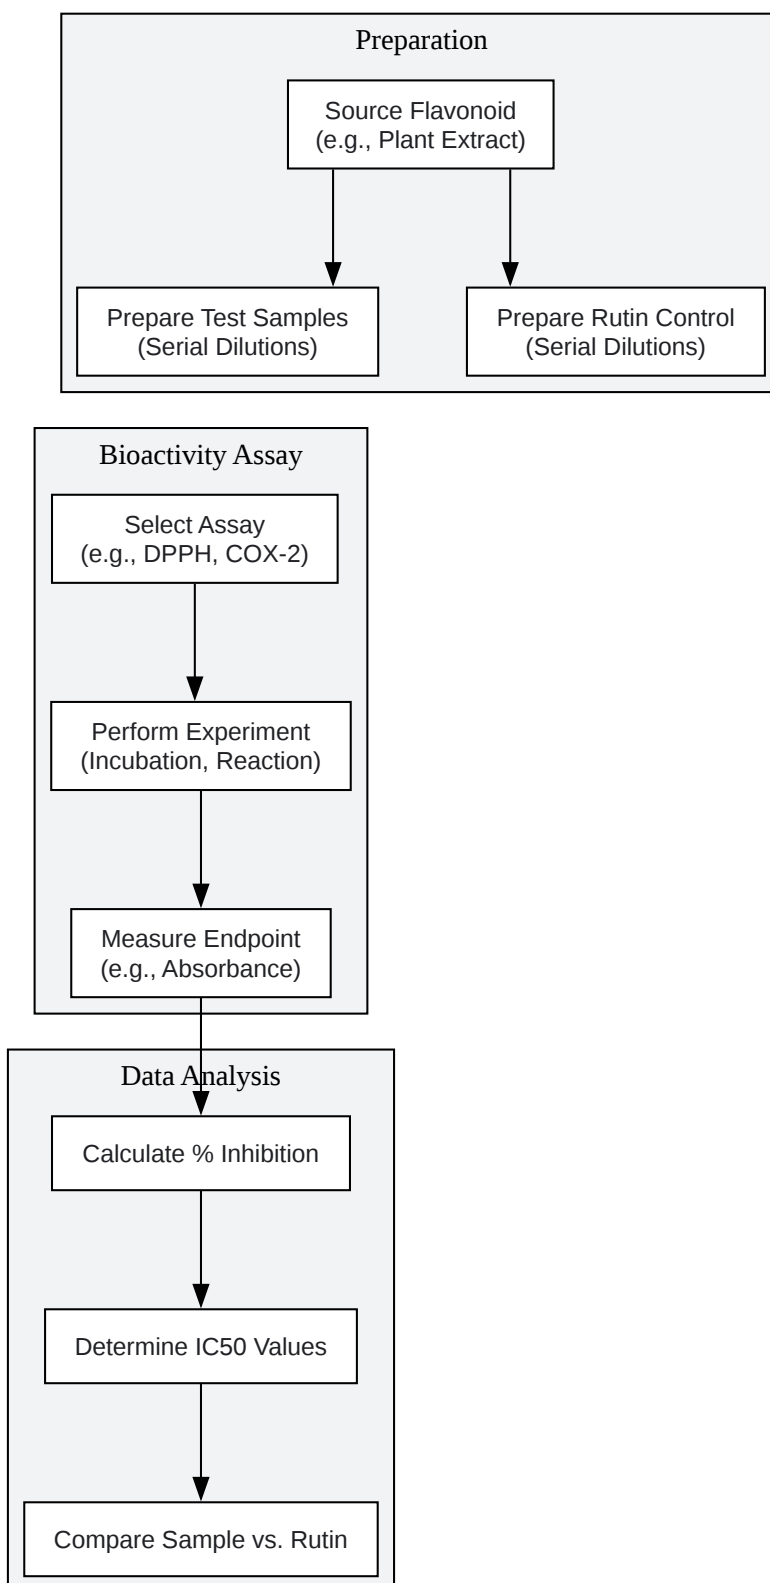 Preparation
Source Flavonoid
(e.g., Plant Extract)
Prepare Test Samples
(Serial Dilutions)
Prepare Rutin Control
(Serial Dilutions)
Bioactivity Assay
Select Assay
(e.g., DPPH, COX-2)
Perform Experiment
(Incubation, Reaction)
Measure Endpoint
(e.g., Absorbance)
Data Analysis
Calculate % Inhibition
Determine IC50 Values
Compare Sample vs. Rutin